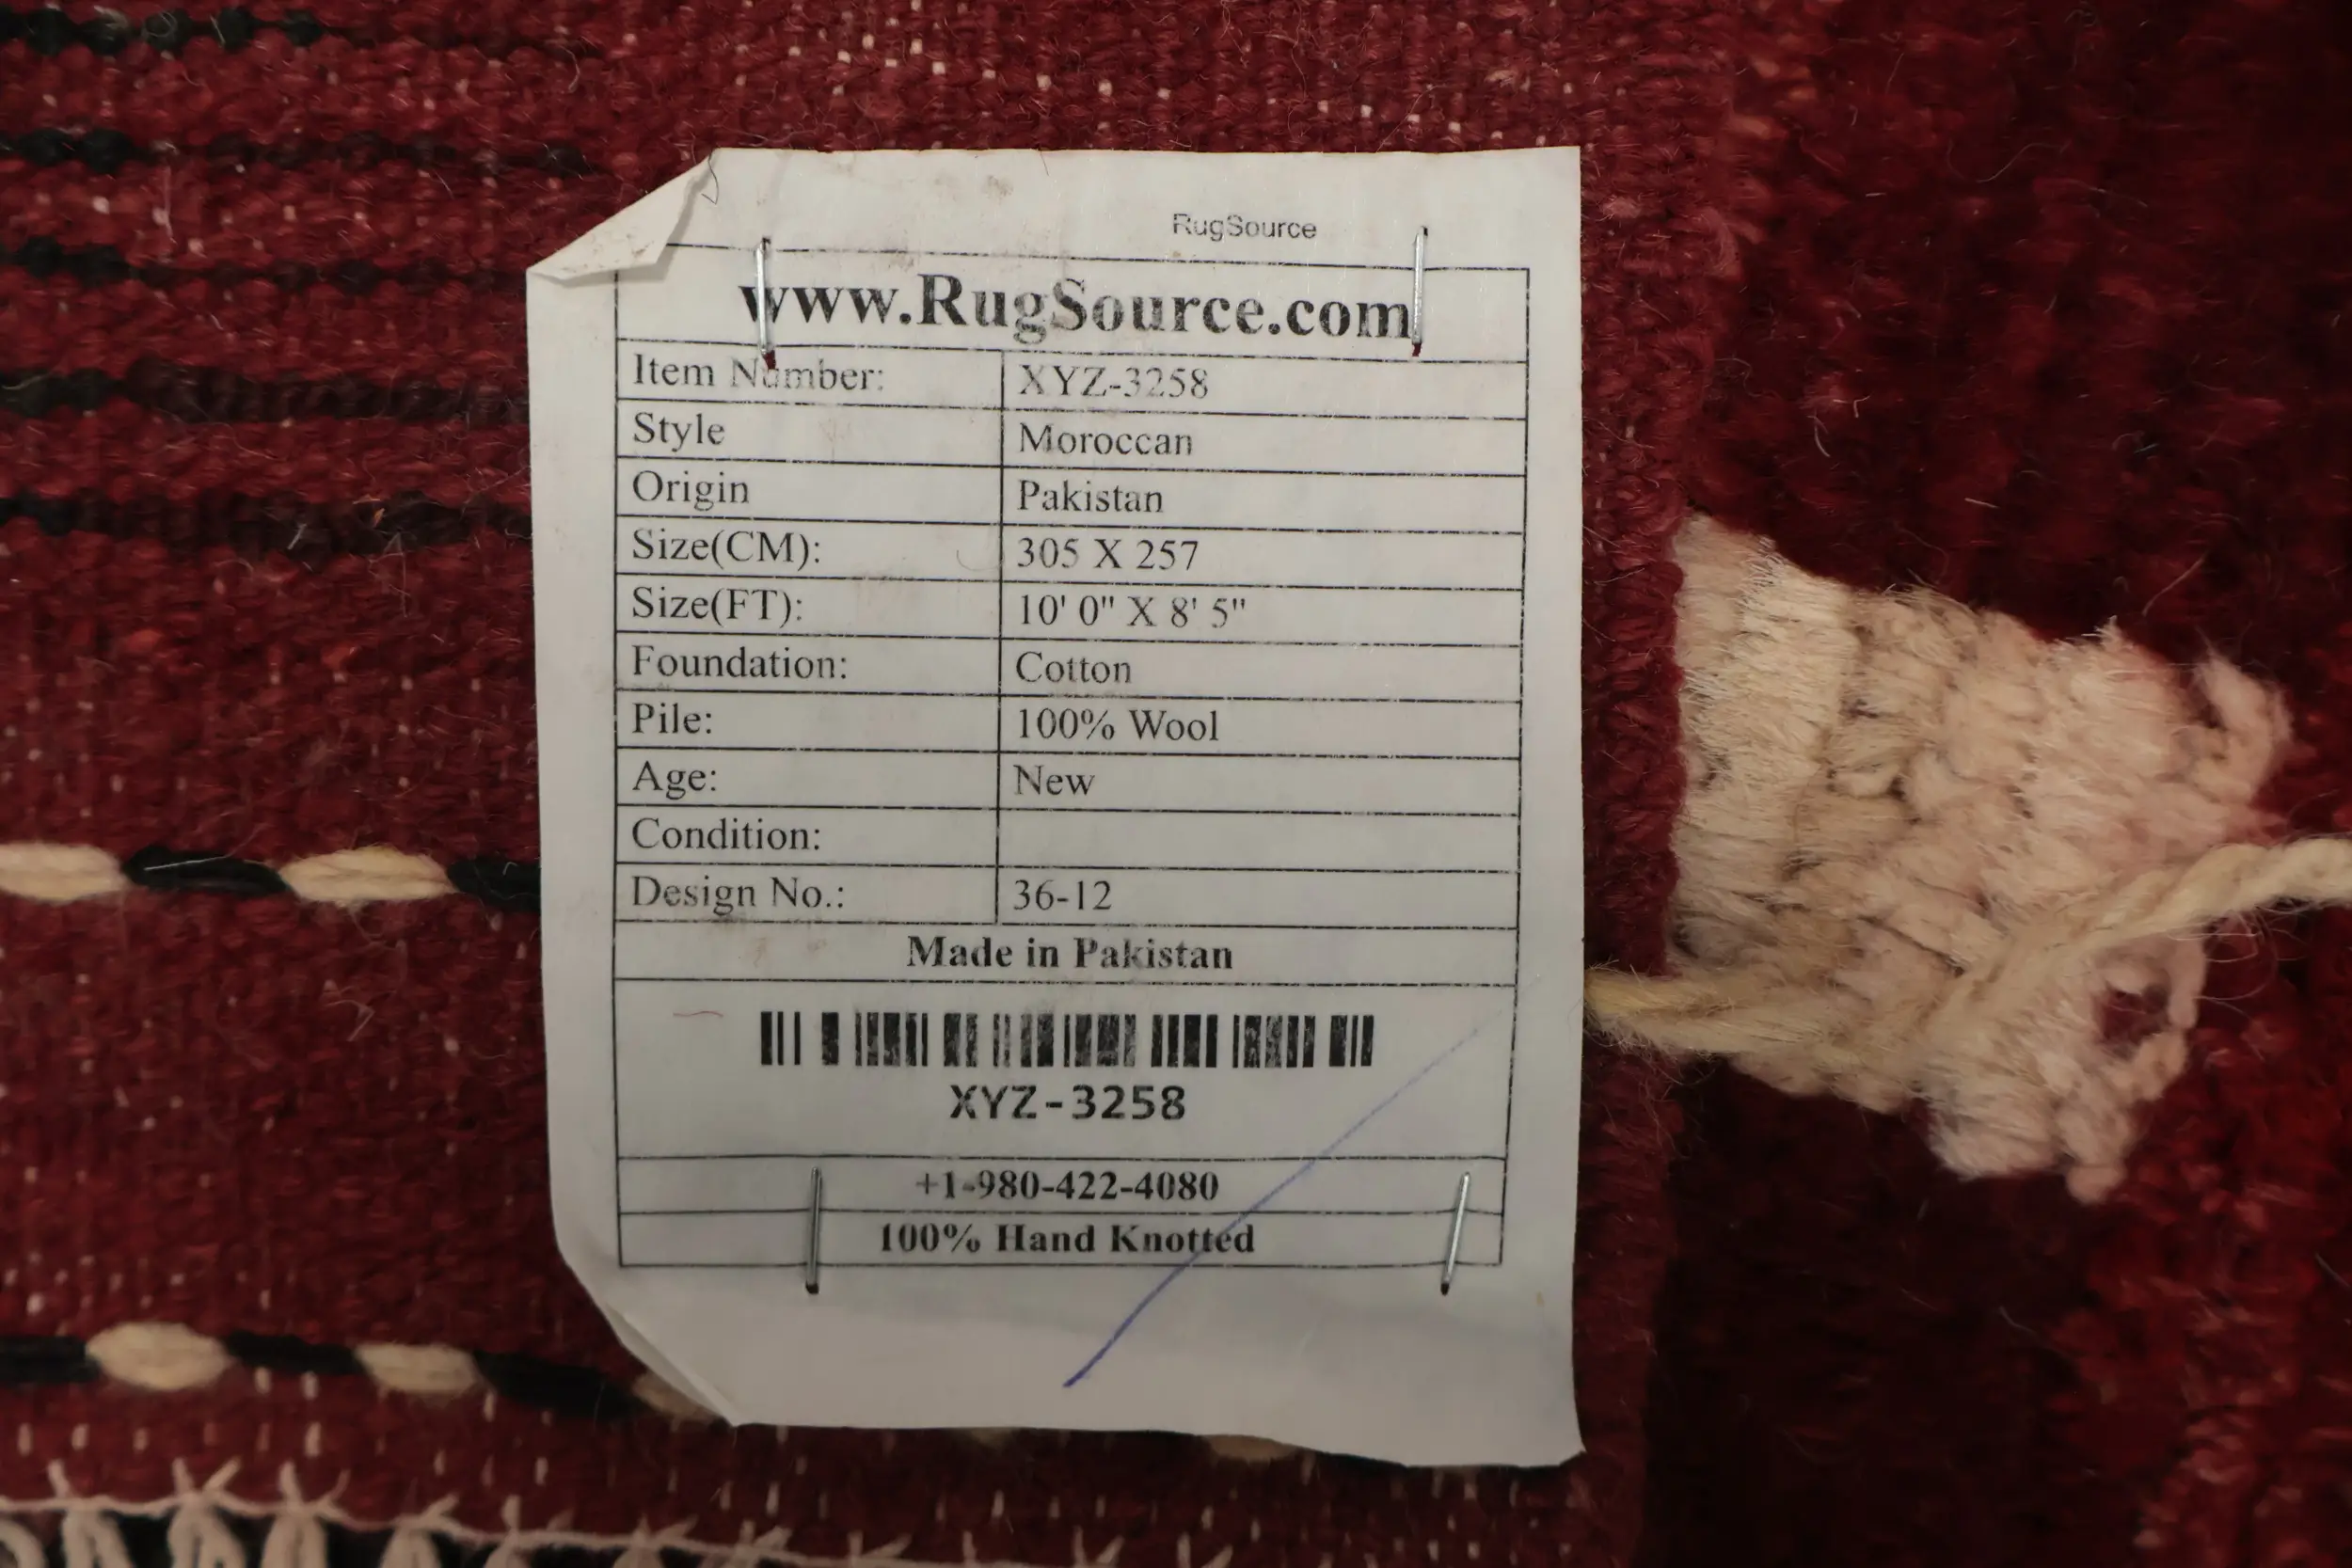 RugSource
www.RugSource.com
Item Number: XYZ-3258
Style Moroccan
Origin Pakistan
Size(CM): 305 X 257
Size(FT): 10' 0" X 8' 5"
Foundation: Cotton
Pile: 100% Wool
Age: New
Condition:
Design No.: 36-12
Made in Pakistan
XYZ-3258
+1-980-422-4080
100% Hand Knotted